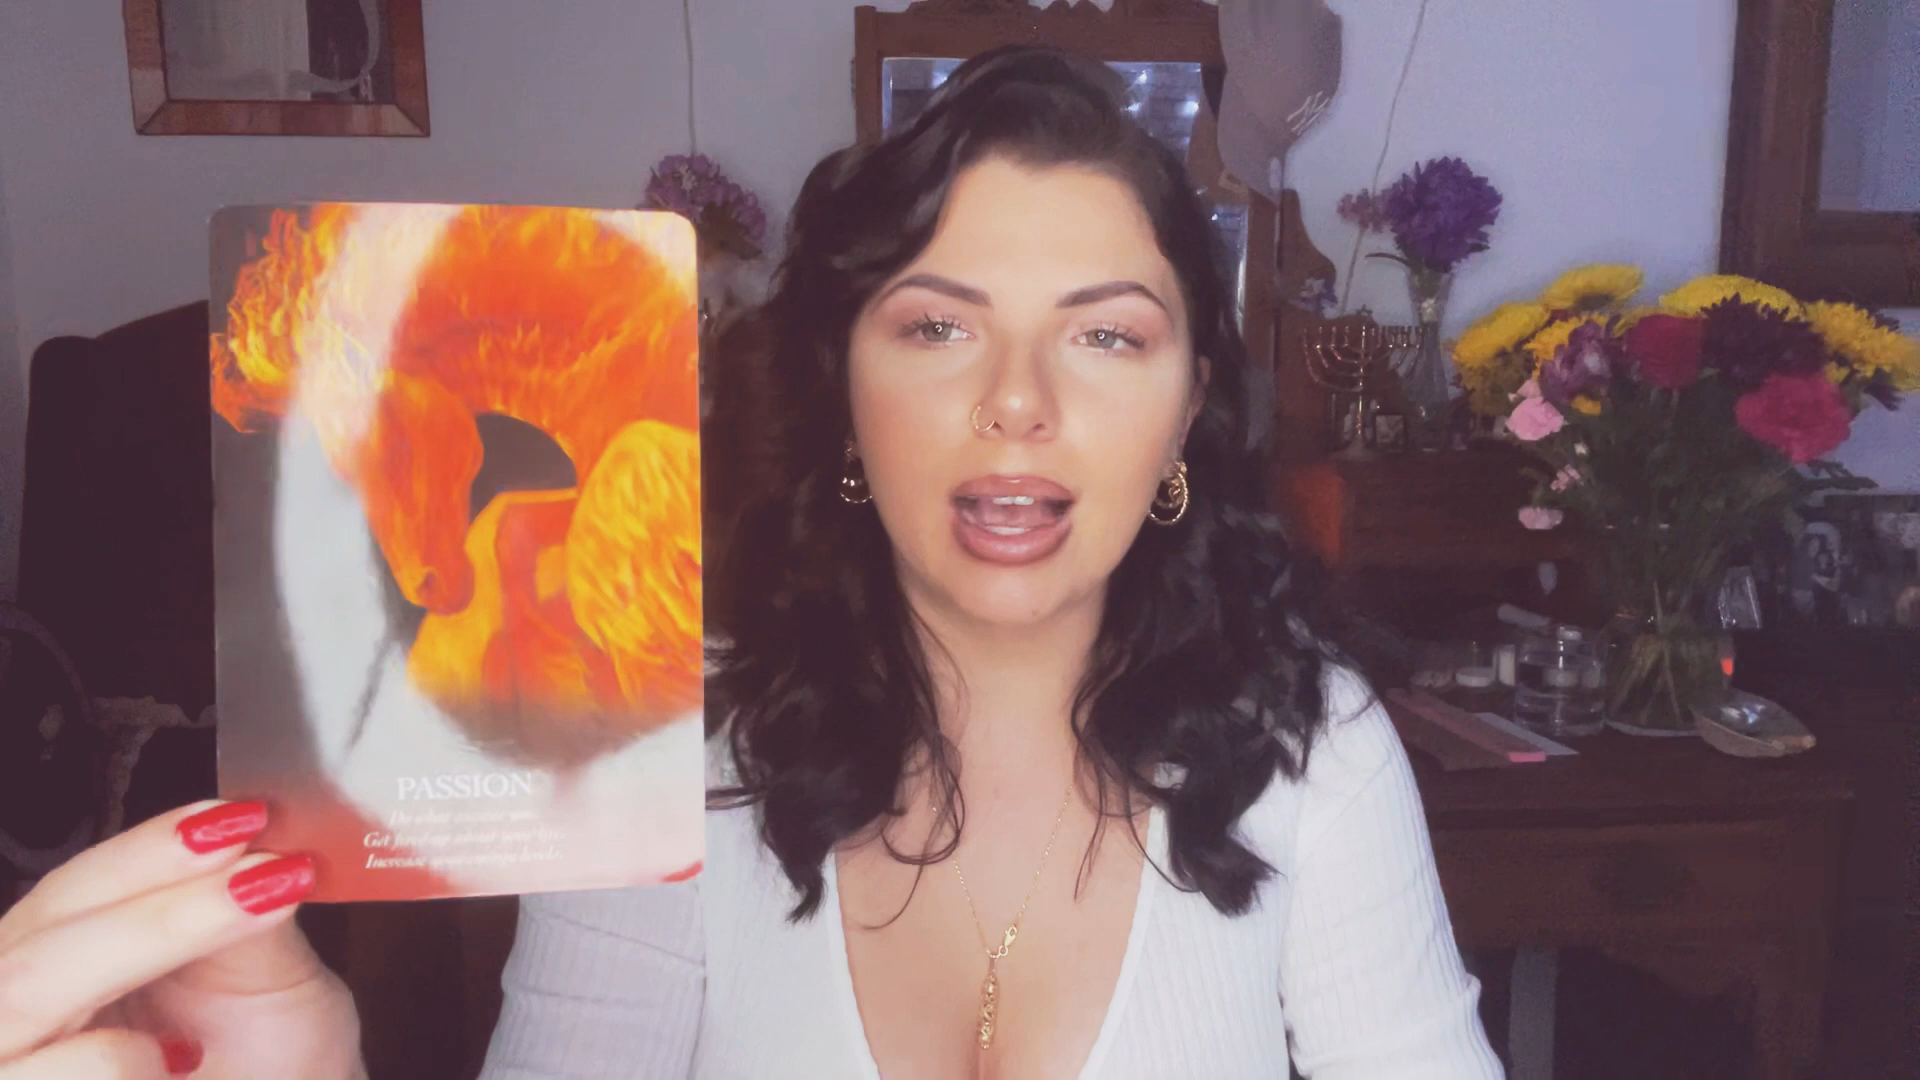 PASSION
Do what excites you.
Get fired up about your life.
Increase your energy levels.